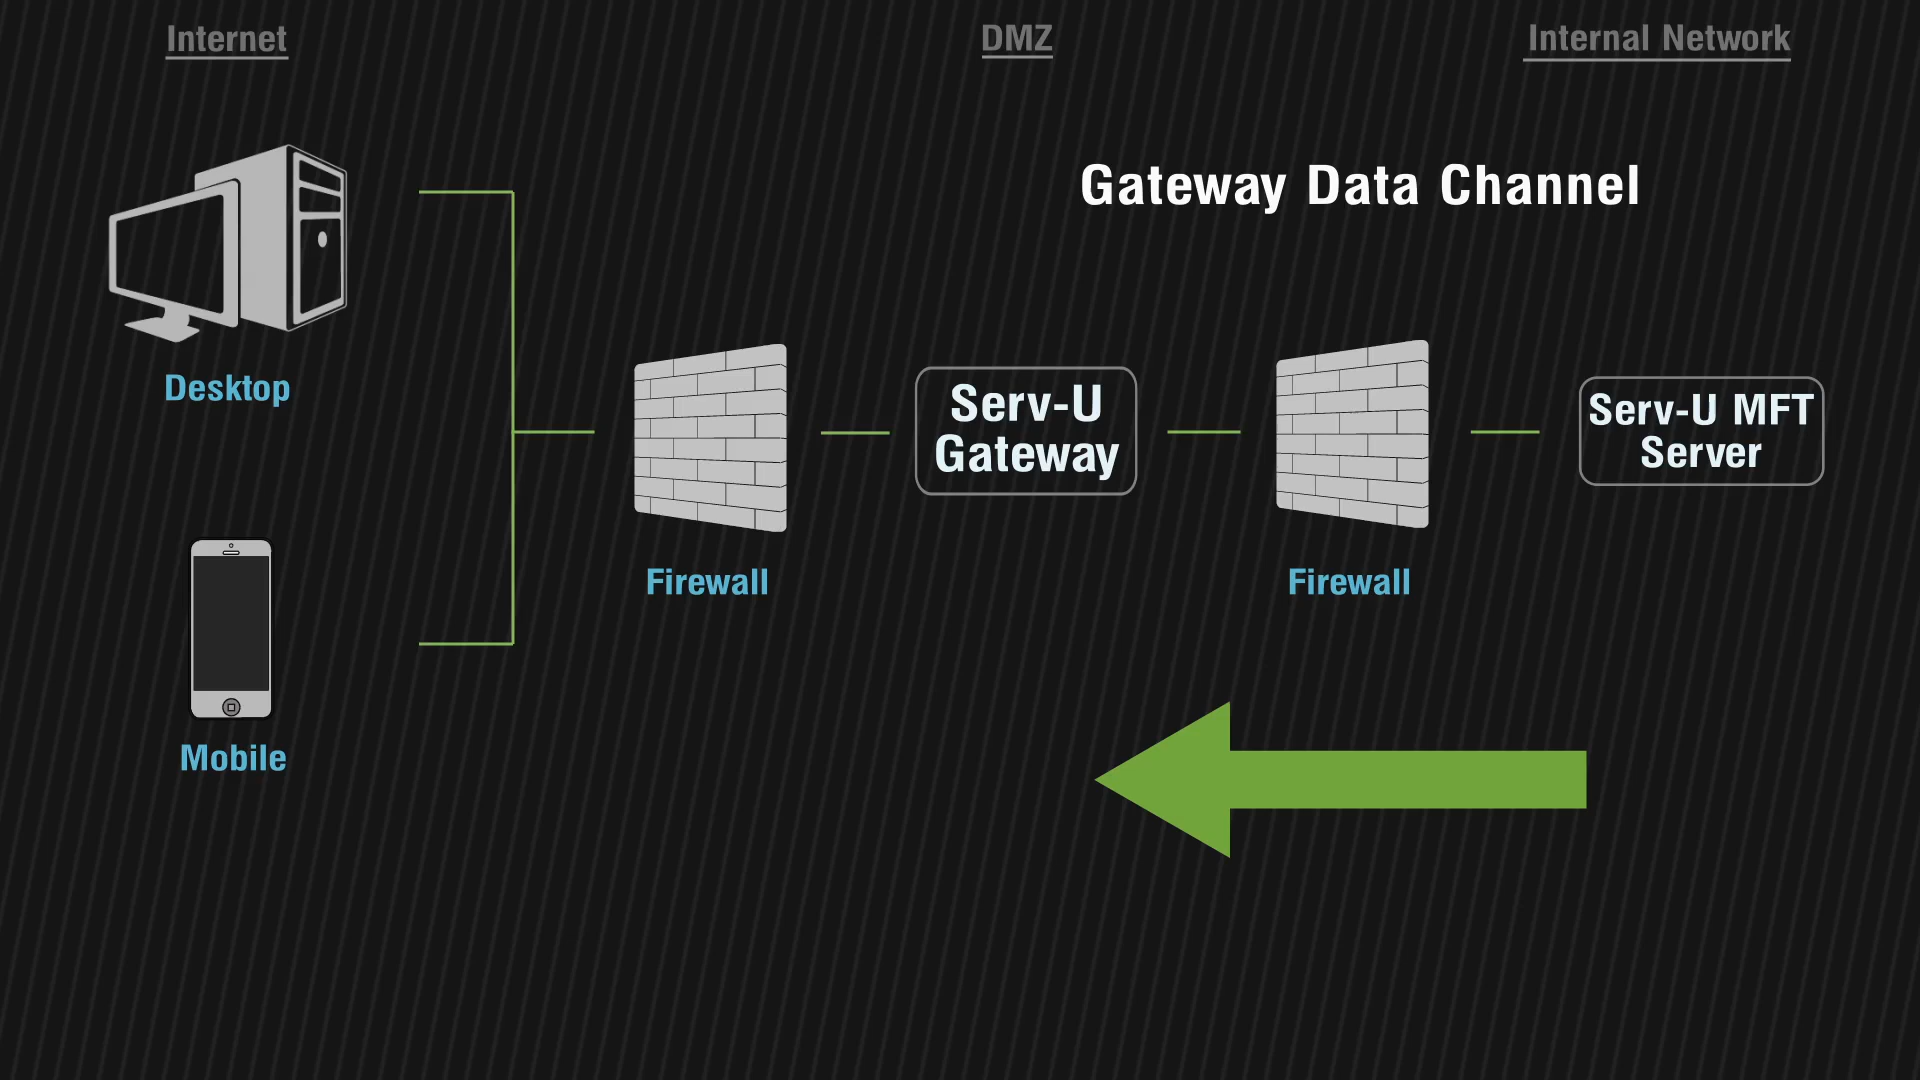 Internet
DMZ
Internal Network
Gateway Data Channel
Desktop
Serv-U
Gateway
Serv-U MFT
Server
Firewall
Firewall
Mobile